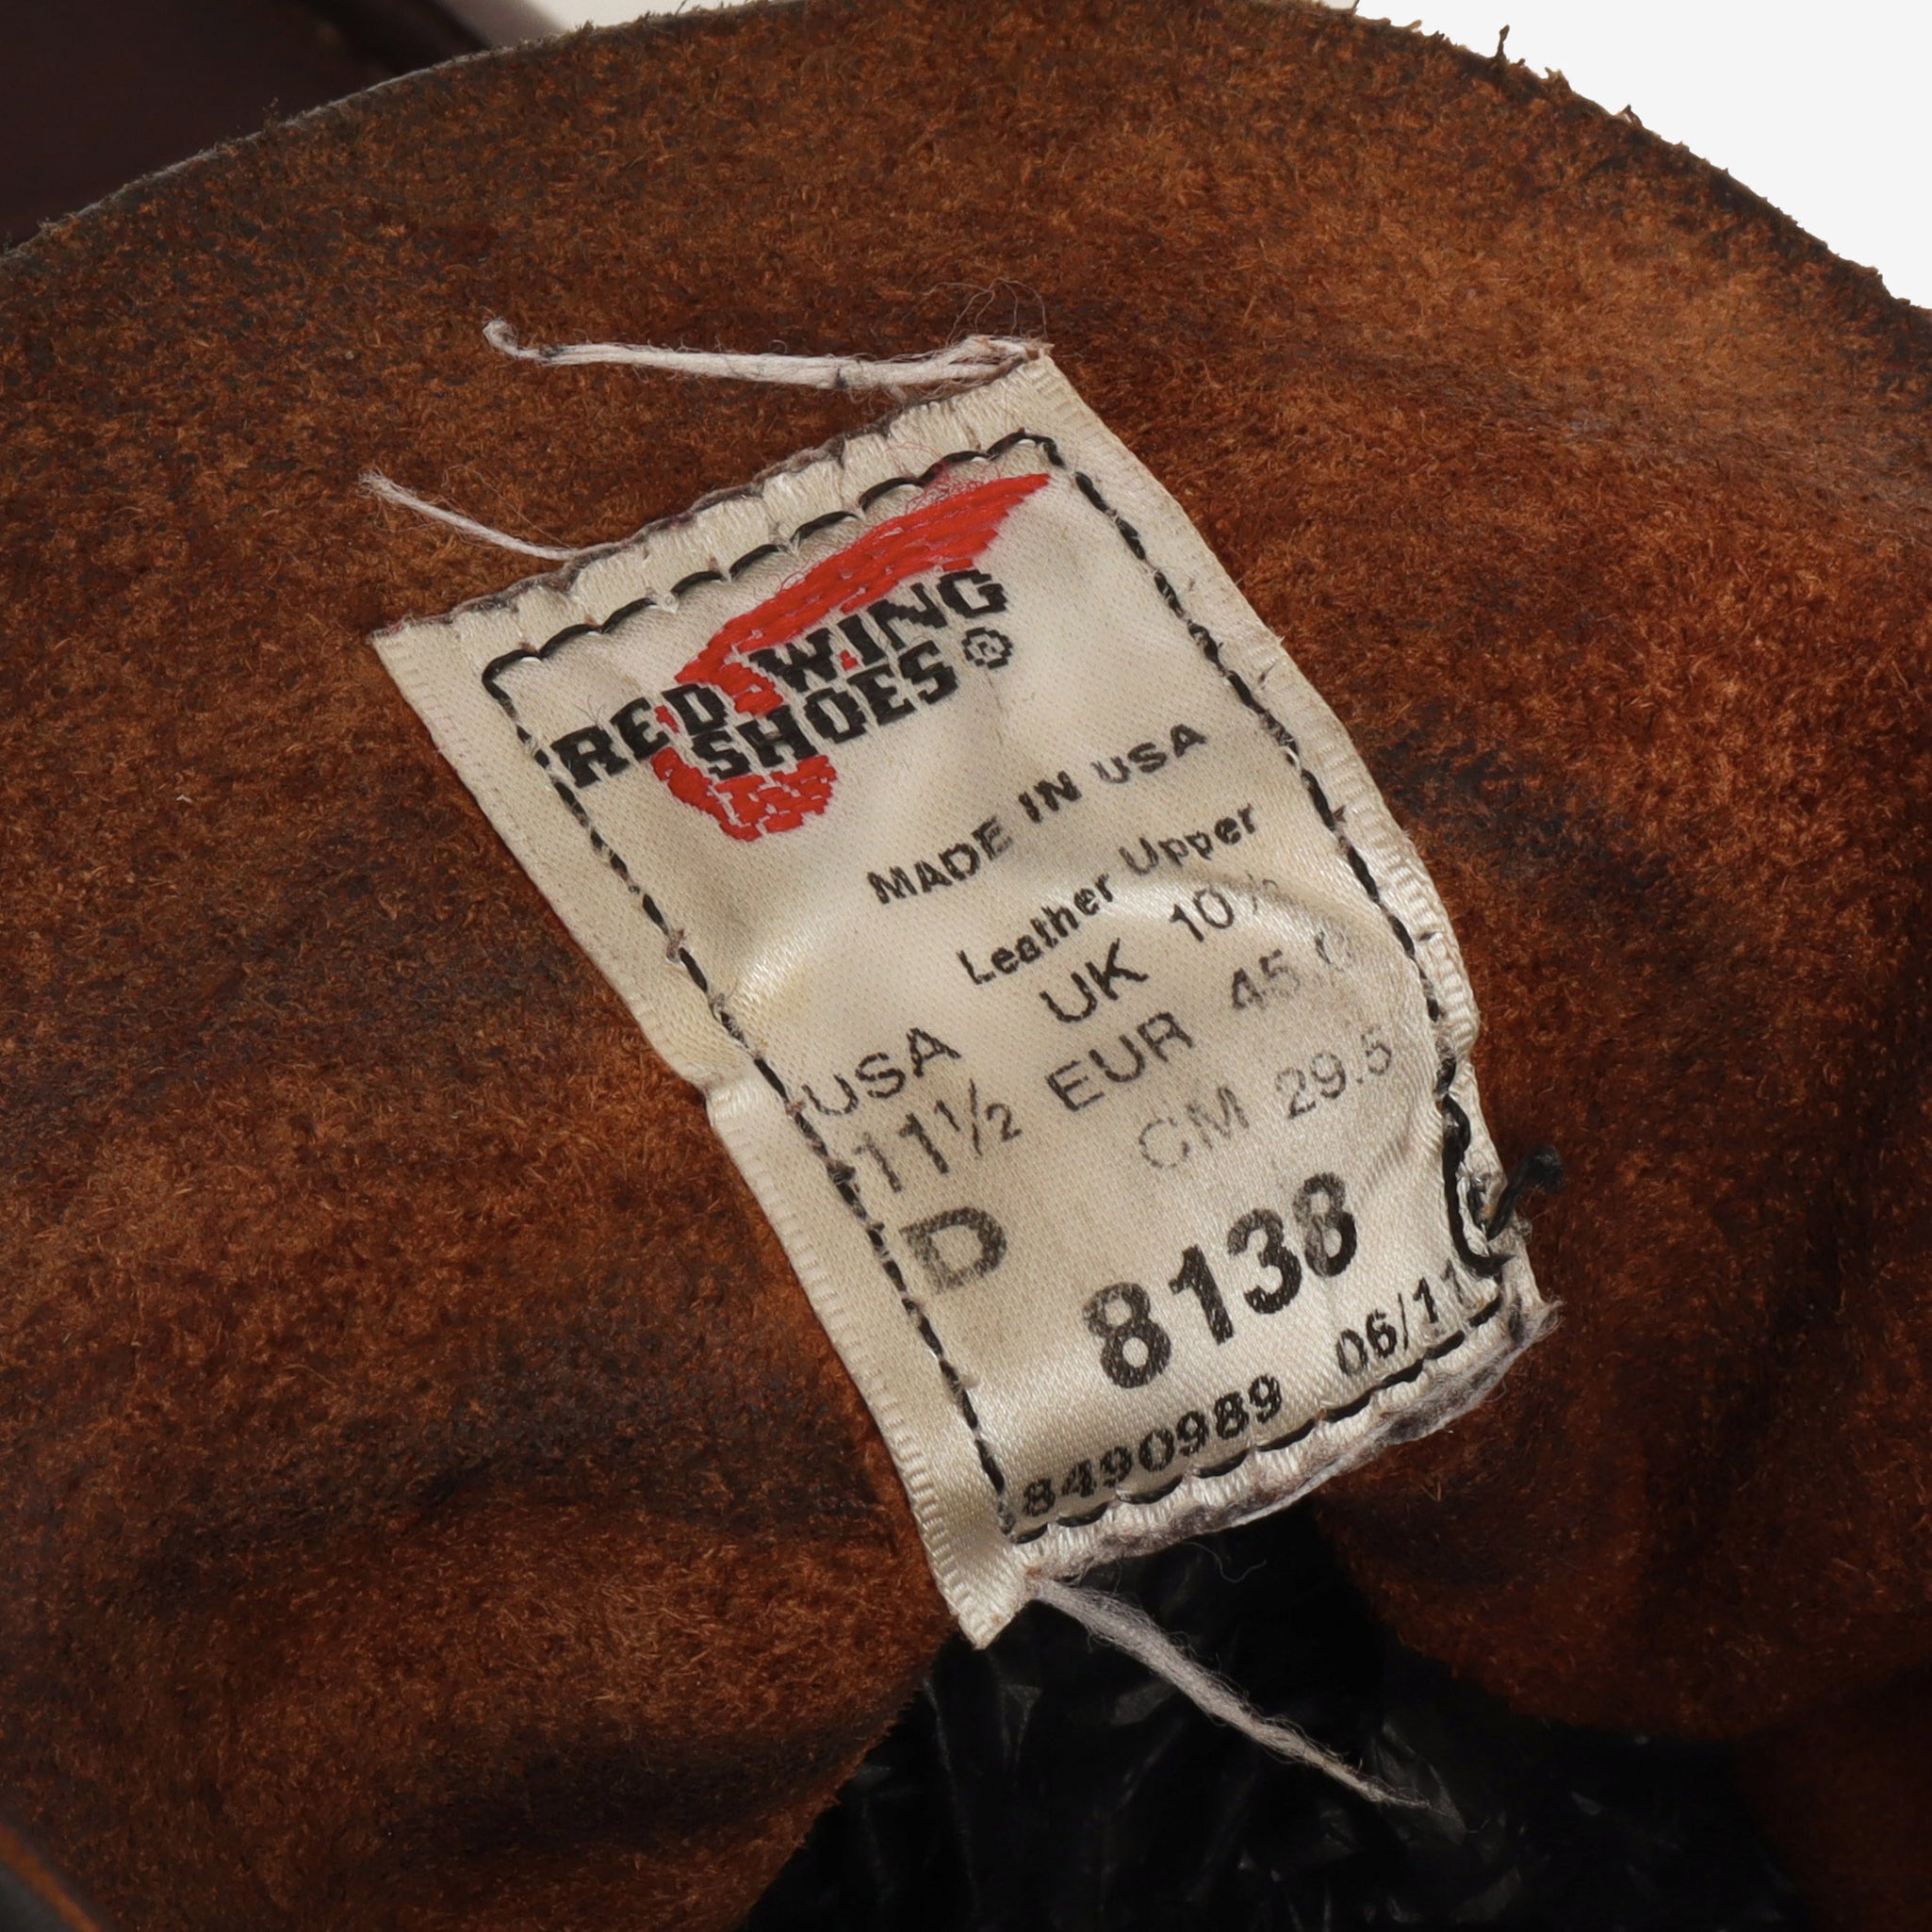 RED WING
SHOES®
MADE IN USA
Leather Upper
USA UK 10½
11½ EUR 45.0
D CM 29.5
8138
8490989 06/11